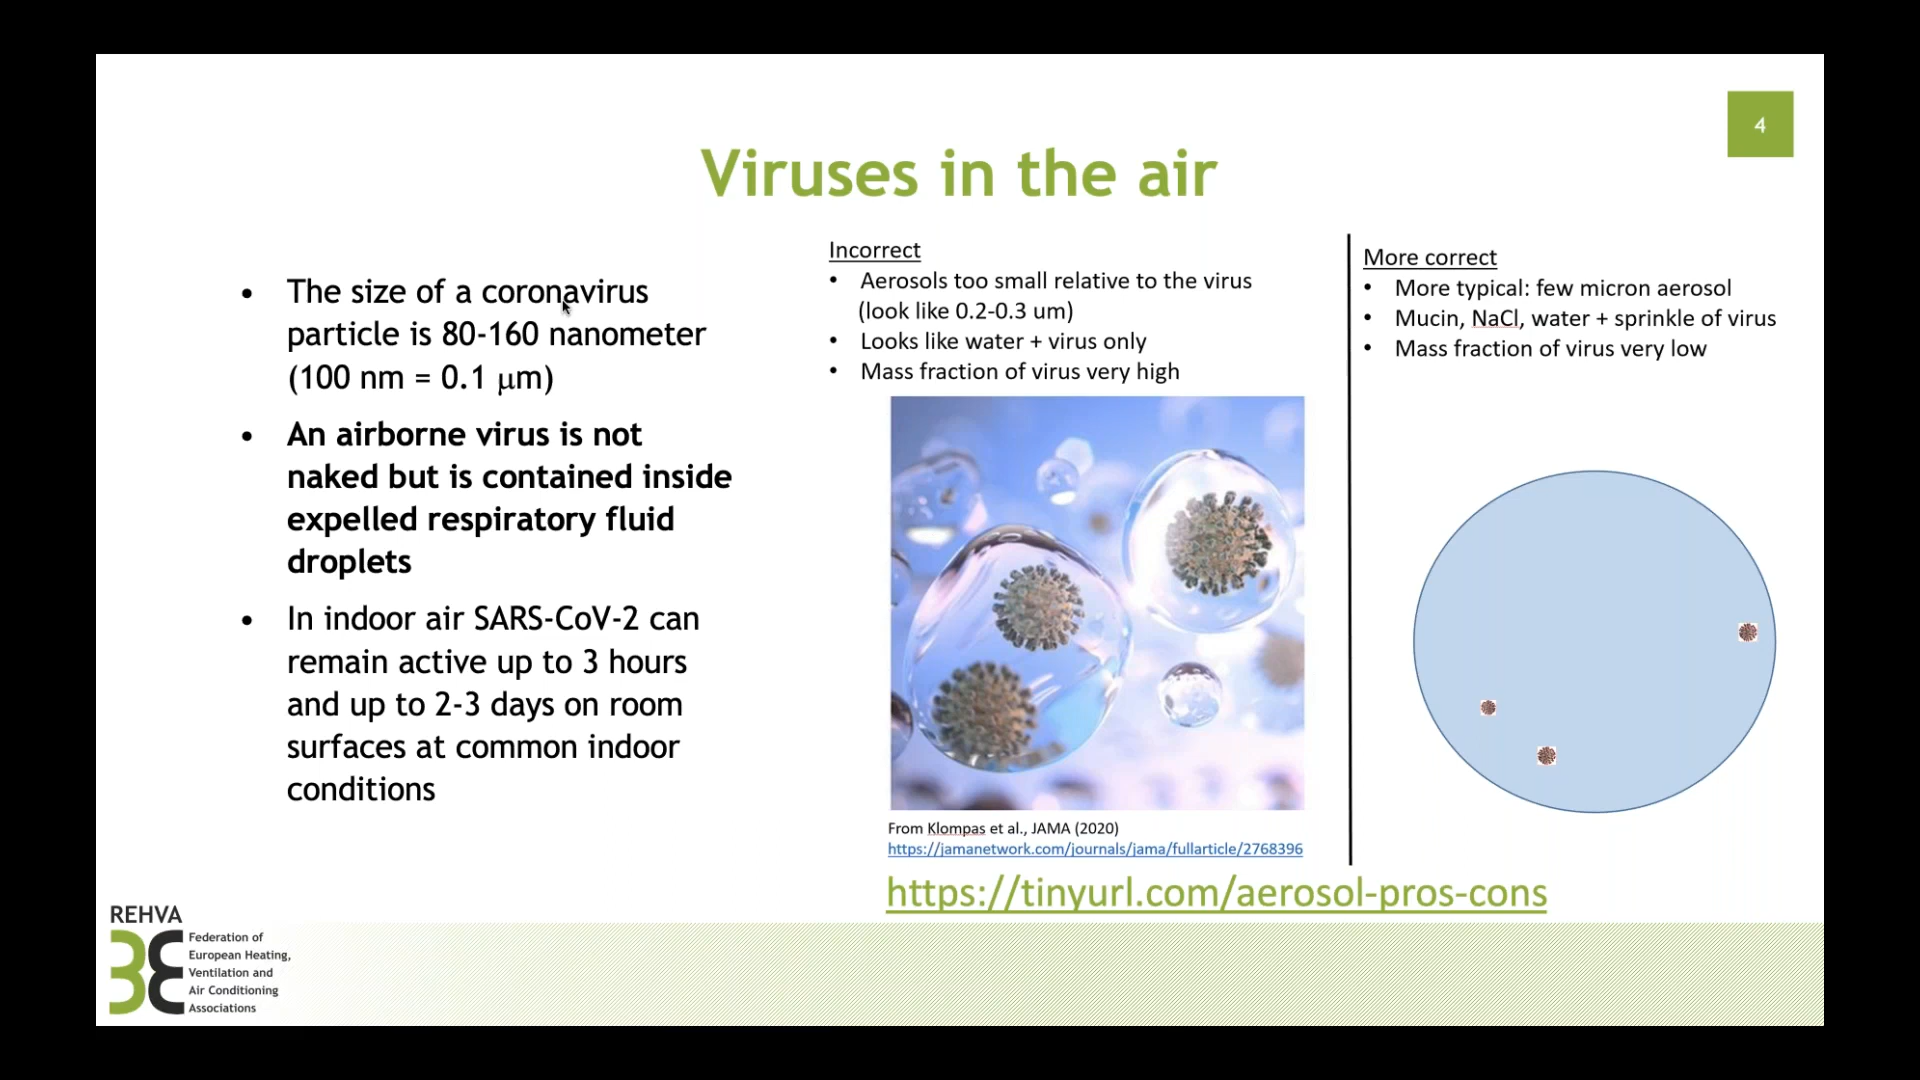 4
Viruses in the air
• The size of a coronavirus
particle is 80-160 nanometer
(100 nm = 0.1 μm)
• An airborne virus is not
naked but is contained inside
expelled respiratory fluid
droplets
• In indoor air SARS-CoV-2 can
remain active up to 3 hours
and up to 2-3 days on room
surfaces at common indoor
conditions
Incorrect
• Aerosols too small relative to the virus
(look like 0.2-0.3 um)
• Looks like water + virus only
• Mass fraction of virus very high
From Klompas et al., JAMA (2020)
https://jamanetwork.com/journals/jama/fullarticle/2768396
More correct
• More typical: few micron aerosol
• Mucin, NaCl, water + sprinkle of virus
• Mass fraction of virus very low
https://tinyurl.com/aerosol-pros-cons
REHVA
Federation of
European Heating,
Ventilation and
Air Conditioning
Associations